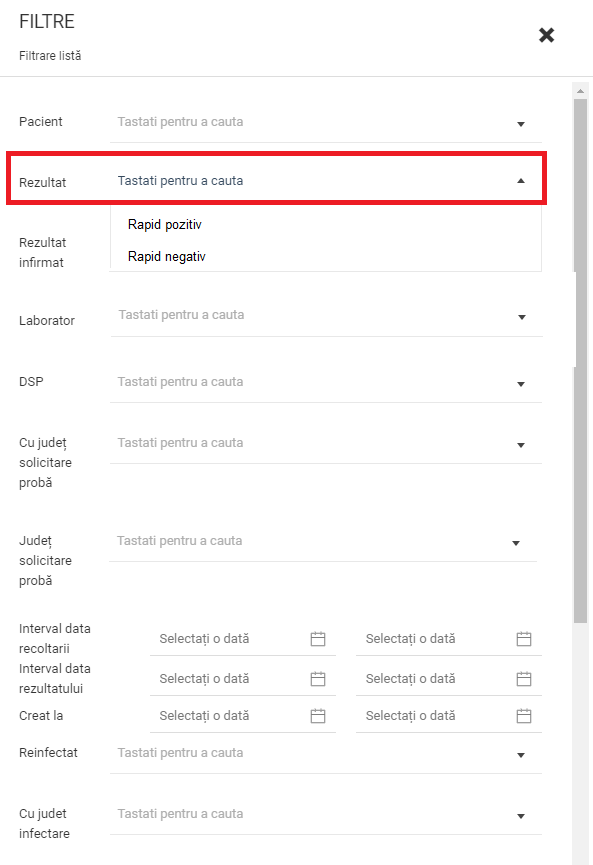 FILTRE
Filtrare listă
Pacient Tastati pentru a cauta
Rezultat Tastati pentru a cauta
Rapid pozitiv
Rapid negativ
Rezultat
infirmat
Laborator Tastati pentru a cauta
DSP Tastati pentru a cauta
Cu județ Tastati pentru a cauta
solicitare
probă
Județ Tastati pentru a cauta
solicitare
probă
Interval data
recoltarii Selectați o dată Selectați o dată
Interval data
rezultatului Selectați o dată Selectați o dată
Creat la Selectați o dată Selectați o dată
Reinfectat Tastati pentru a cauta
Cu judet Tastati pentru a cauta
infectare